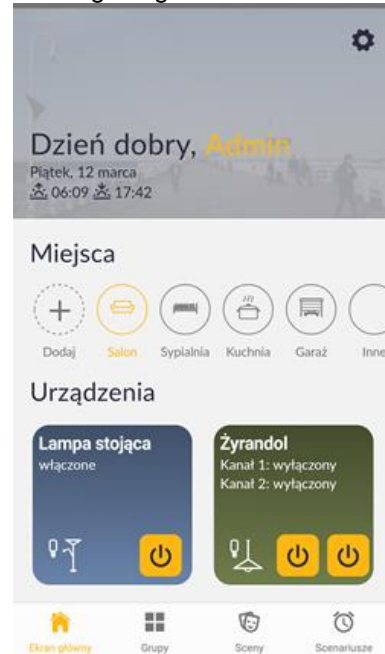 Dzień dobry, Admin
Piątek, 12 marca
06:09 17:42
Miejsca
Dodaj Salon Sypialnia Kuchnia Garaż Inne
Urządzenia
Lampa stojąca
włączone
Żyrandol
Kanał 1: wyłączony
Kanał 2: wyłączony
Ekran główny Grupy Sceny Scenariusze